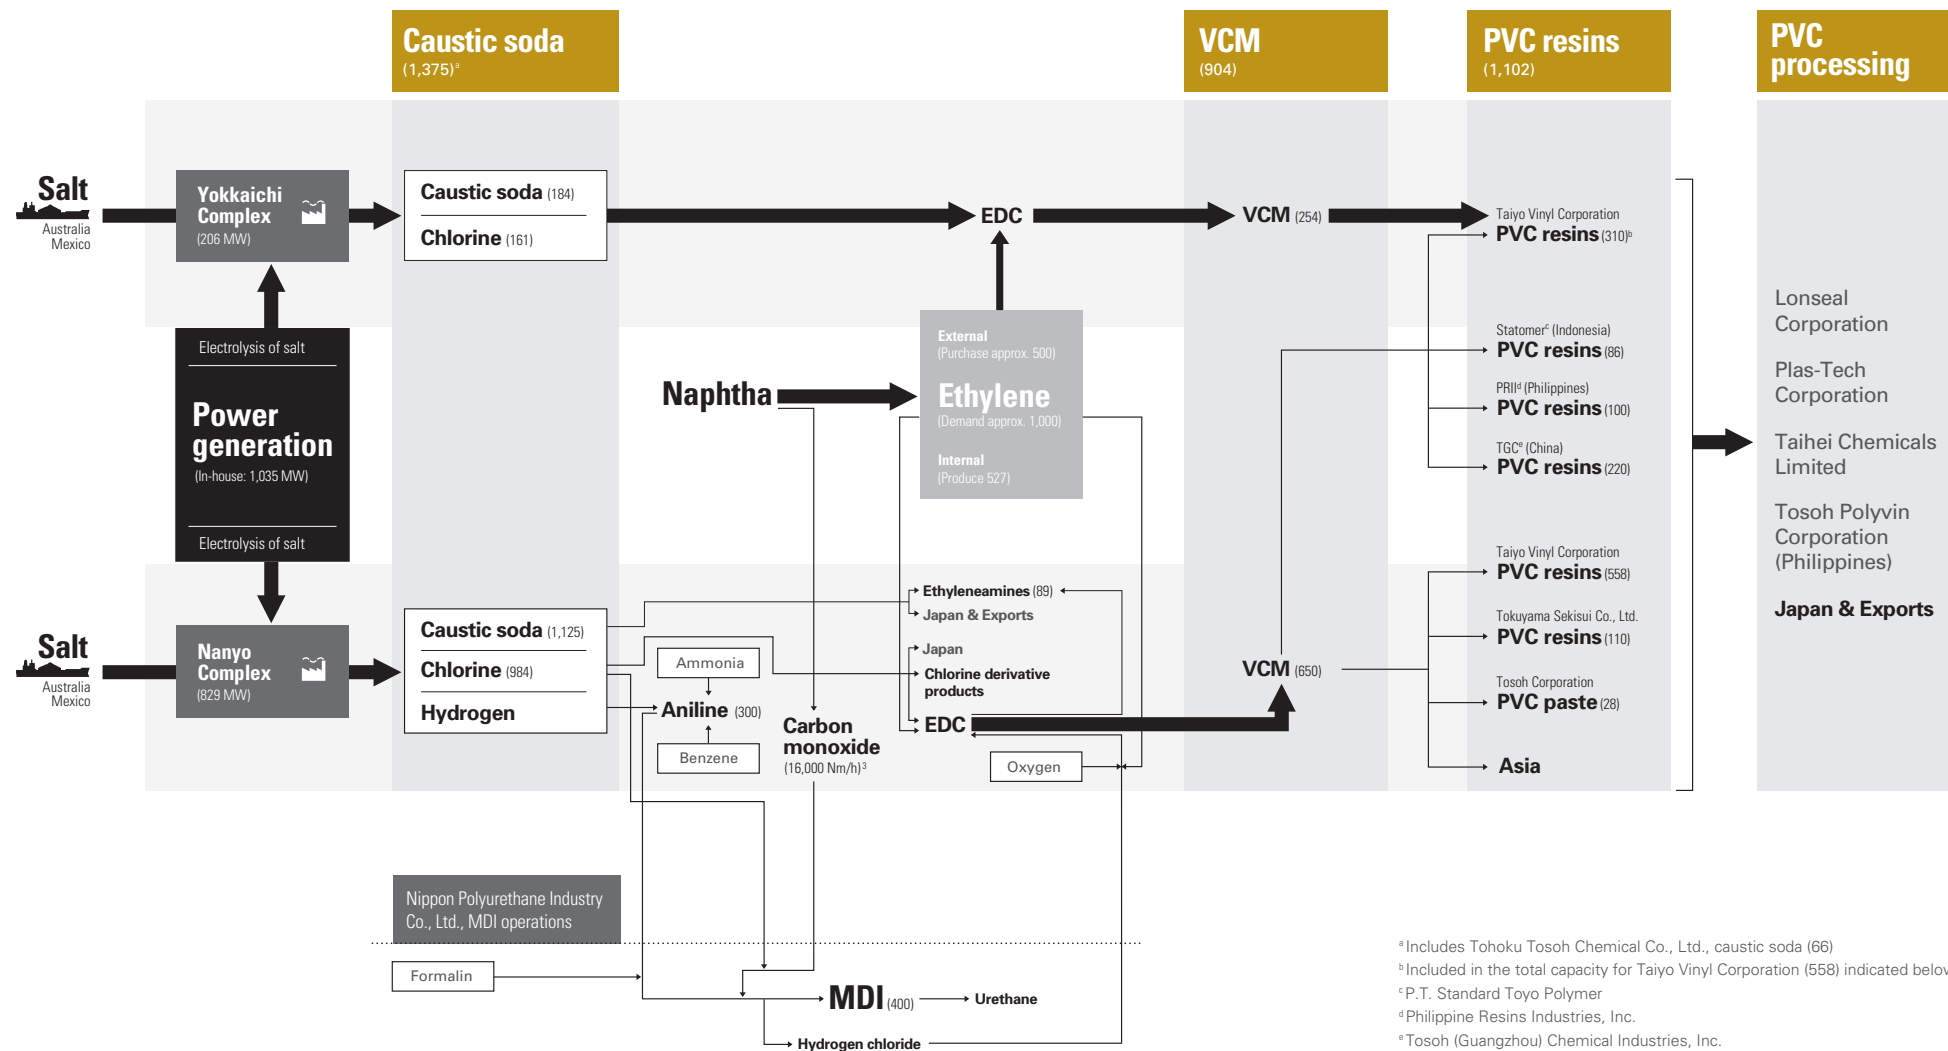 Caustic soda
(1,375)a
VCM
(904)
PVC resins
(1,102)
PVC
processing
Salt
Australia
Mexico
Yokkaichi
Complex
(206 MW)
Caustic soda (184)
Chlorine (161)
EDC
VCM (254)
Taiyo Vinyl Corporation
PVC resins (310)b
Electrolysis of salt
Power
generation
(In-house: 1,035 MW)
Electrolysis of salt
Naphtha
External
(Purchase approx. 500)
Ethylene
(Demand approx. 1,000)
Internal
(Produce 527)
Statomerc (Indonesia)
PVC resins (86)
PRIId (Philippines)
PVC resins (100)
TGCe (China)
PVC resins (220)
Lonseal
Corporation
Plas-Tech
Corporation
Taihei Chemicals
Limited
Tosoh Polyvin
Corporation
(Philippines)
Japan & Exports
Salt
Australia
Mexico
Nanyo
Complex
(829 MW)
Caustic soda (1,125)
Chlorine (984)
Hydrogen
Ammonia
Aniline (300)
Benzene
Carbon
monoxide
(16,000 Nm/h)3
Ethyleneamines (89)
Japan & Exports
Japan
Chlorine derivative
products
EDC
Oxygen
VCM (650)
Taiyo Vinyl Corporation
PVC resins (558)
Tokuyama Sekisui Co., Ltd.
PVC resins (110)
Tosoh Corporation
PVC paste (28)
Asia
Nippon Polyurethane Industry
Co., Ltd., MDI operations
Formalin
MDI (400)
Urethane
Hydrogen chloride
a Includes Tohoku Tosoh Chemical Co., Ltd., caustic soda (66)
b Included in the total capacity for Taiyo Vinyl Corporation (558) indicated below
c P.T. Standard Toyo Polymer
d Philippine Resins Industries, Inc.
e Tosoh (Guangzhou) Chemical Industries, Inc.